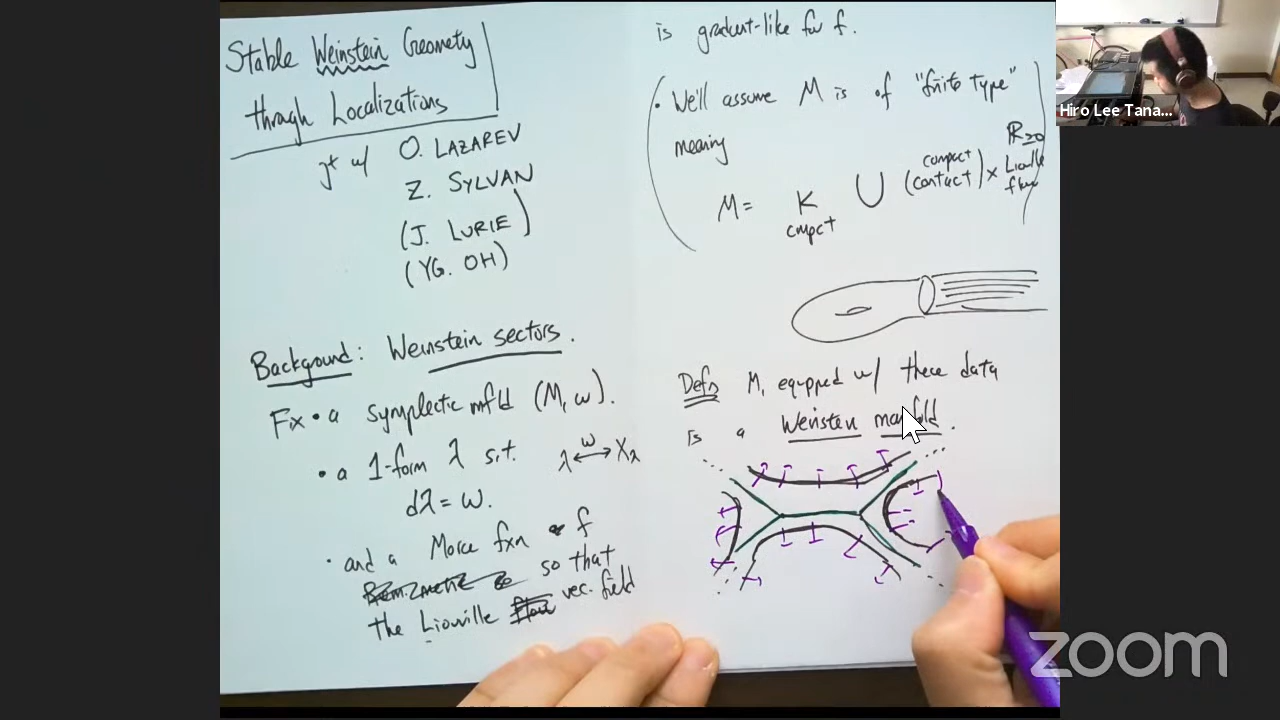 Stable Weinstein Geometry
through Localizations
jt w/ O. LAZAREV
Z. SYLVAN
(J. LURIE)
(YG. OH)
Background: Weinstein sectors.
Fix • a symplectic mfld (M, ω).
• a 1-form λ s.t. λ ↔ω Xλ
dλ = ω.
• and a Morse fxn f
so that
the Liouville vec. field
is gradient-like for f.
• We'll assume M is of "finite type"
meaning
M = K ∪ (contact) × R≥0
cmpct
compact
Liouville
flow
Defn M, equipped w/ these data
is a Weinstein manifold.
Hiro Lee Tana...
zoom